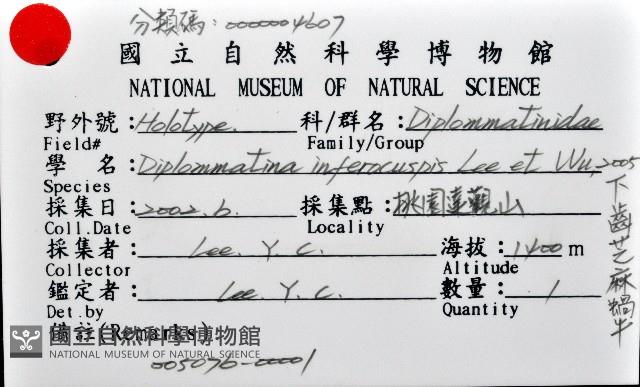 分類碼:0000004607
國立自然科學博物館
NATIONAL MUSEUM OF NATURAL SCIENCE
野外號:Holotype. 科/群名:Diplommatinidae
Field# Family/Group
學 名:Diplommatina inferocuspis Lee et Wu, 2005
Species
下齒芝麻蝸牛
採集日:2002.6. 採集點:桃園達觀山
Coll.Date Locality
採集者:Lee. Y. C. 海拔:1400 m
Collector Altitude
鑑定者:Lee. Y. C. 數量:1
Det.by Quantity
備註(Remarks)
國立自然科學博物館
NATIONAL MUSEUM OF NATURAL SCIENCE
005076-00001